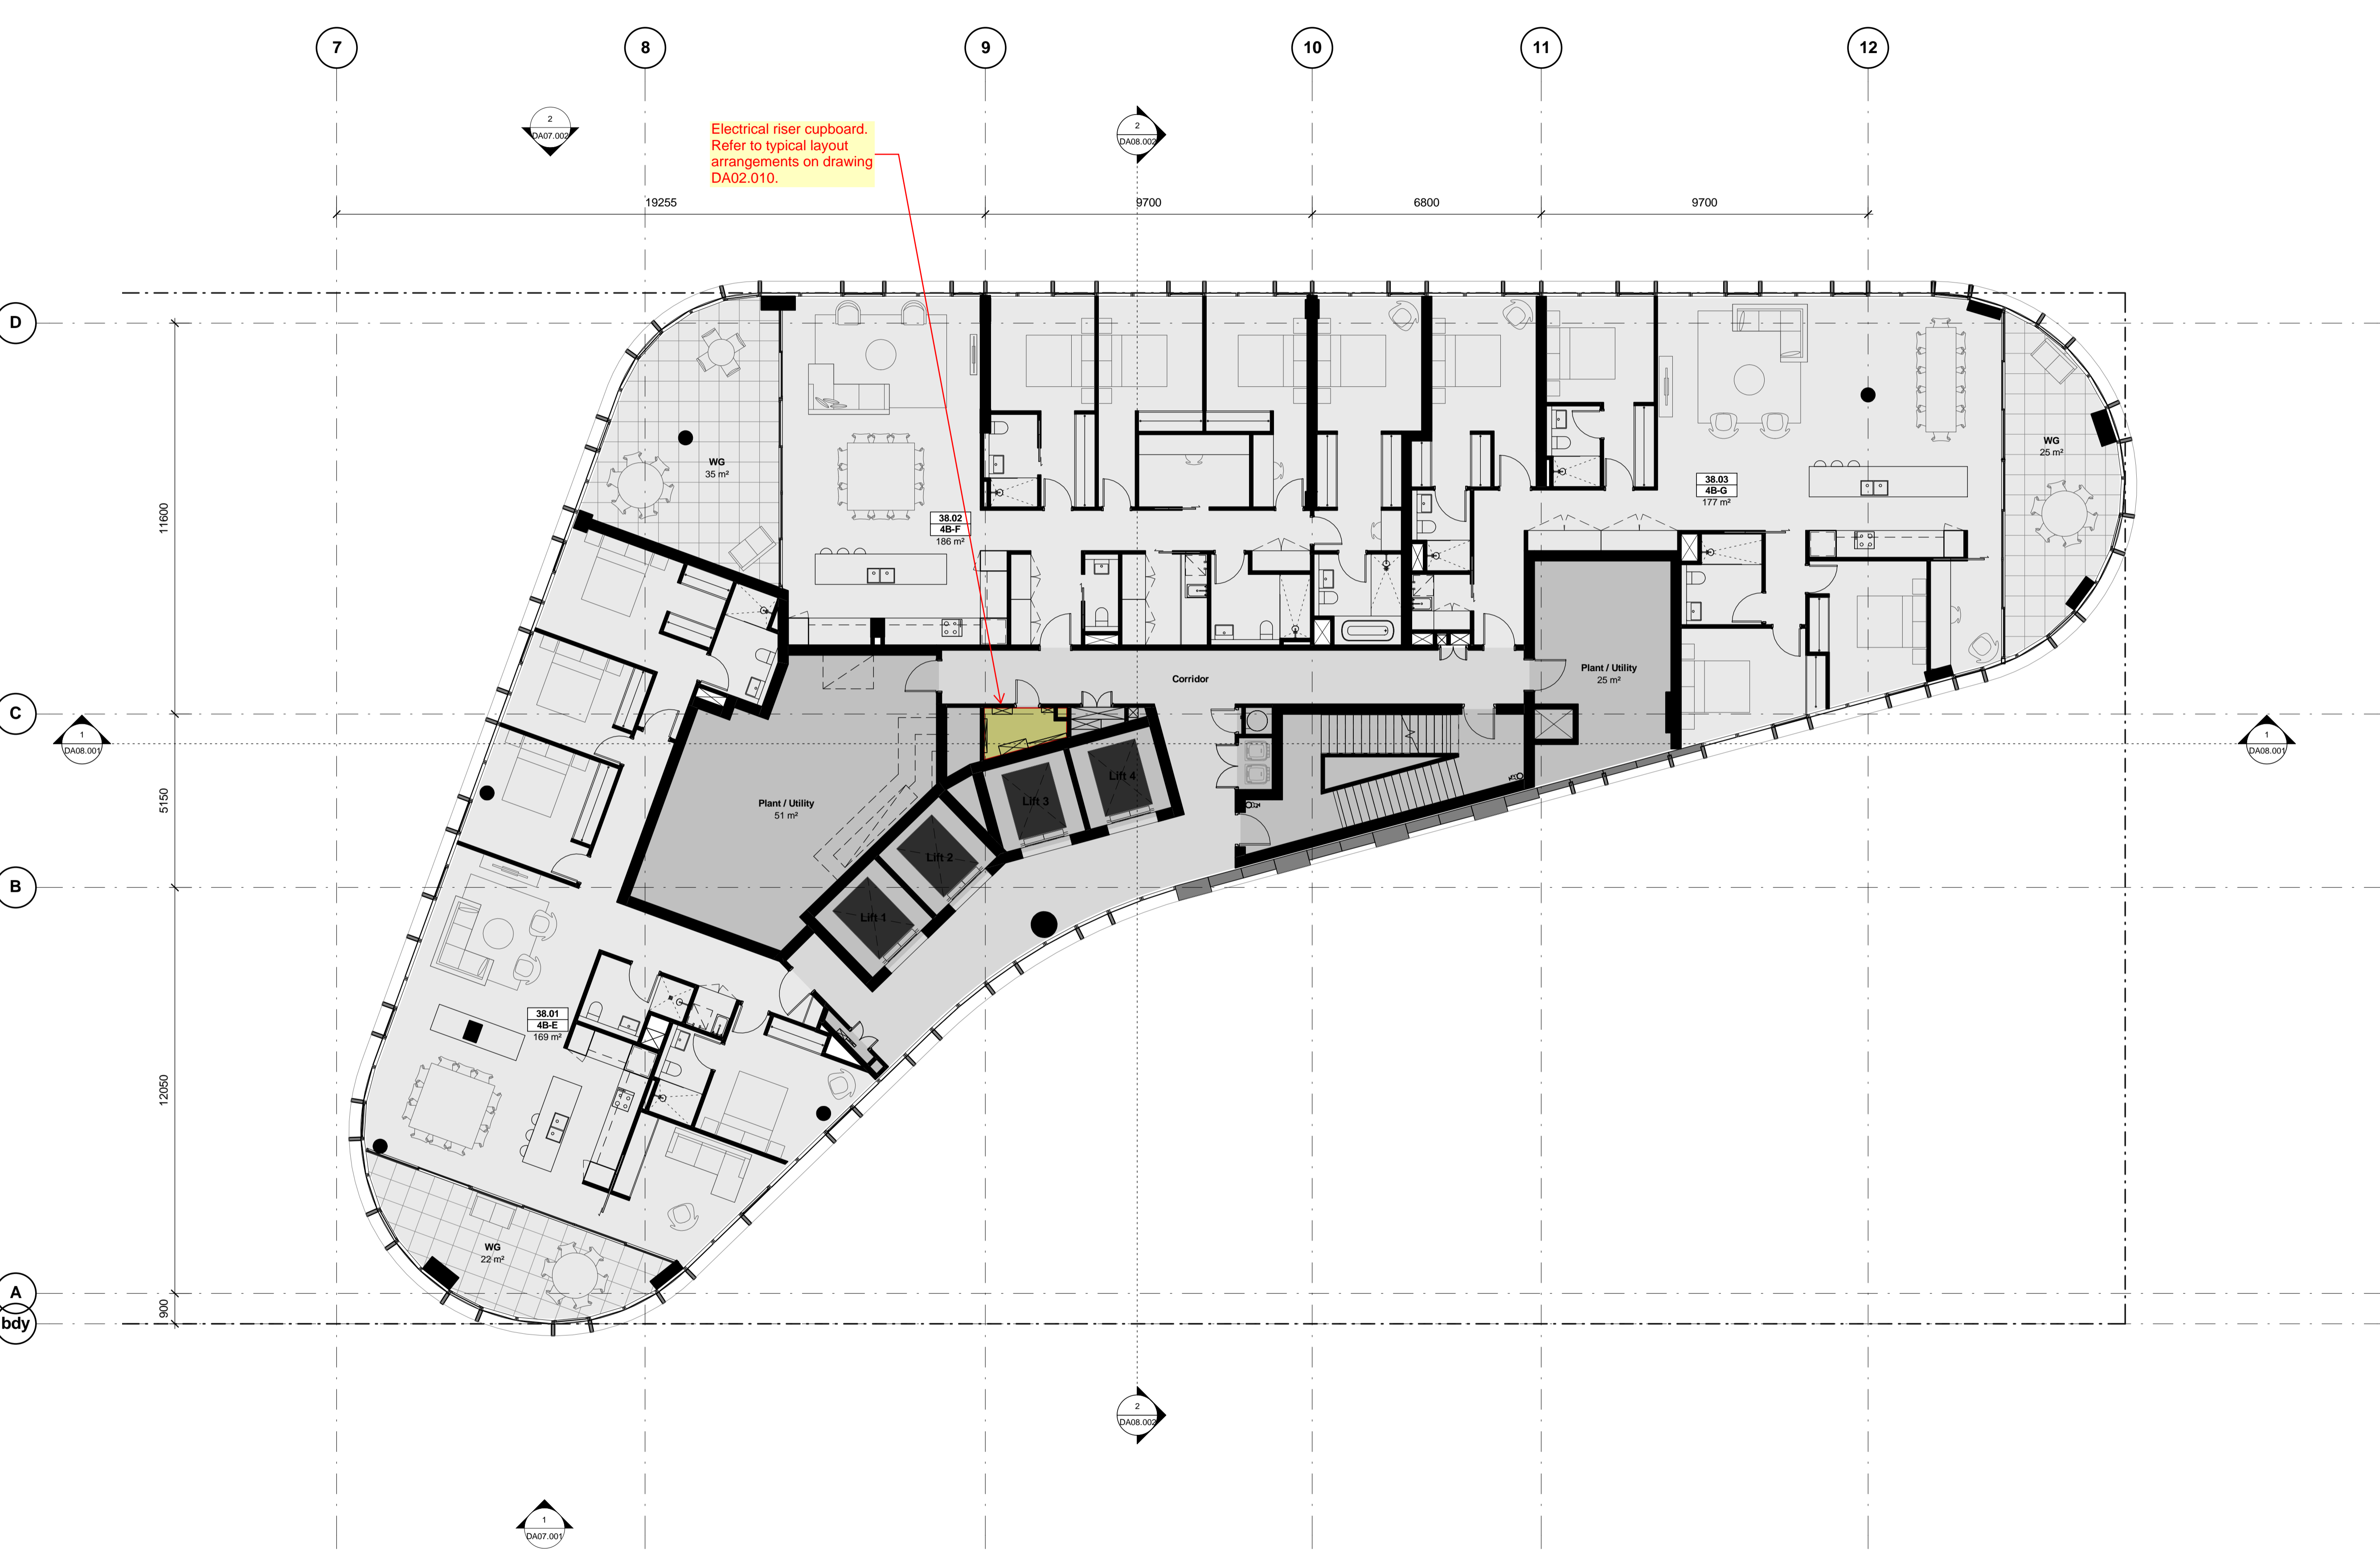 7
8
9
10
11
12
2
DA07.002
Electrical riser cupboard.
Refer to typical layout
arrangements on drawing
DA02.010.
2
DA08.002
19255
9700
6800
9700
D
11600
WG
35 m²
38.02
4B-F
186 m²
38.03
4B-G
177 m²
WG
25 m²
Corridor
Plant / Utility
25 m²
C
1
DA08.001
1
DA08.001
5150
Plant / Utility
51 m²
Lift 4
Lift 3
Lift 2
Lift 1
B
38.01
4B-E
169 m²
12050
WG
22 m²
A
900
bdy
2
DA08.002
1
DA07.001